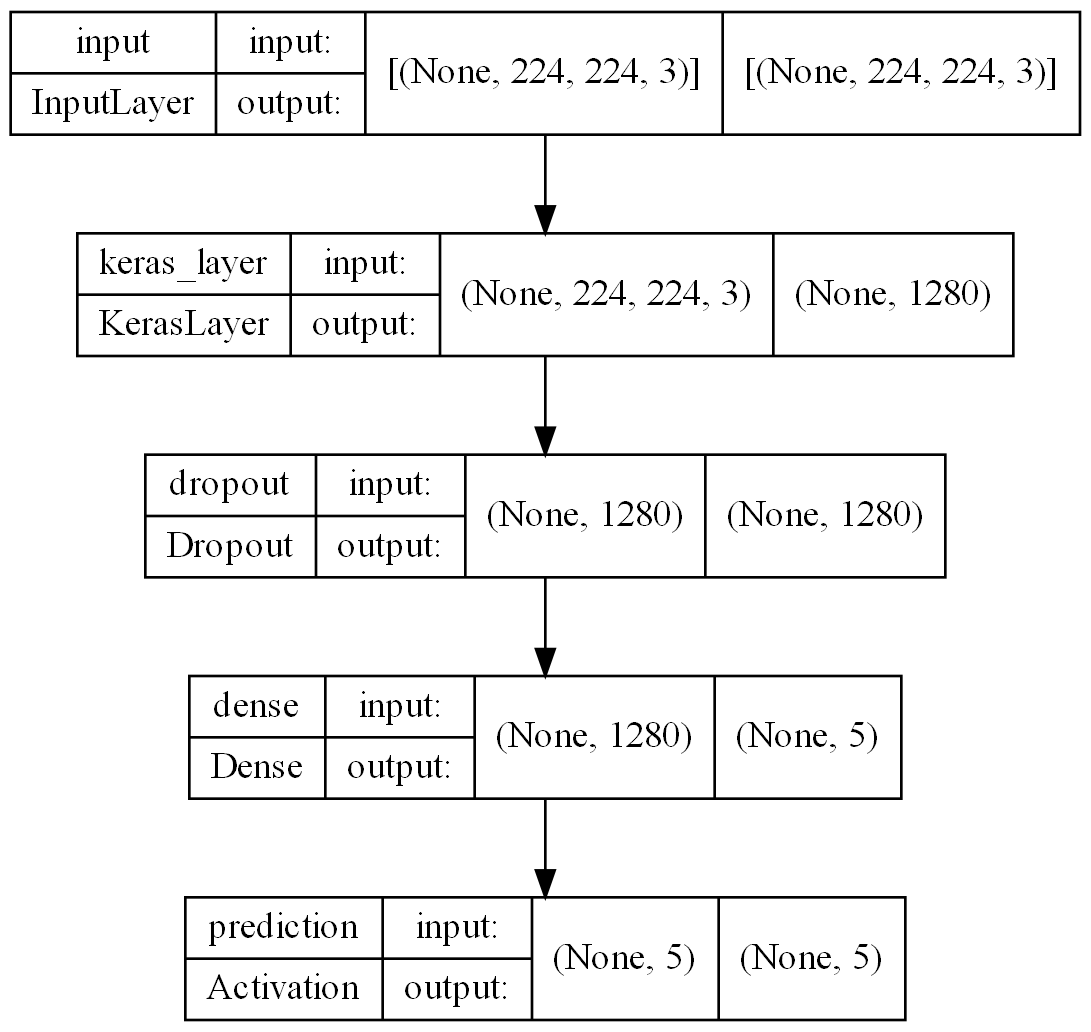 input input: [(None, 224, 224, 3)] [(None, 224, 224, 3)]
InputLayer output:
keras_layer input: (None, 224, 224, 3) (None, 1280)
KerasLayer output:
dropout input: (None, 1280) (None, 1280)
Dropout output:
dense input: (None, 1280) (None, 5)
Dense output:
prediction input: (None, 5) (None, 5)
Activation output: